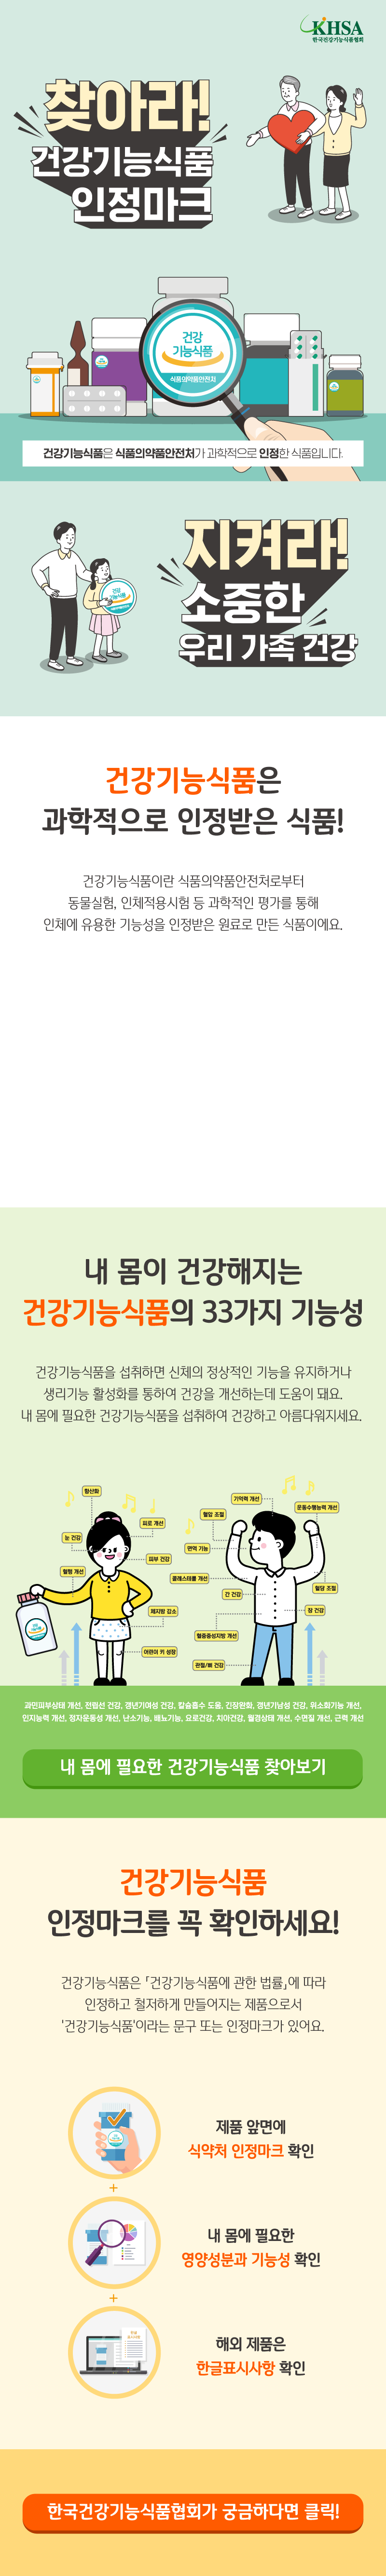 KHSA
한국건강기능식품협회
찾아라!
건강기능식품
인정마크
건강
기능식품
식품의약품안전처
건강기능식품은 식품의약품안전처가 과학적으로 인정한 식품입니다.
건강
기능식품
지켜라!
소중한
우리 가족 건강
건강기능식품은
과학적으로 인정받은 식품!
건강기능식품이란 식품의약품안전처로부터
동물실험, 인체적용시험 등 과학적인 평가를 통해
인체에 유용한 기능성을 인정받은 원료로 만든 식품이에요.
내 몸이 건강해지는
건강기능식품의 33가지 기능성
건강기능식품을 섭취하면 신체의 정상적인 기능을 유지하거나
생리기능 활성화를 통하여 건강을 개선하는데 도움이 돼요.
내 몸에 필요한 건강기능식품을 섭취하여 건강하고 아름다워지세요.
항산화
피로 개선
눈 건강
피부 건강
혈행 개선
체지방 감소
어린이 키 성장
기억력 개선
운동수행능력 개선
혈압 조절
면역 기능
콜레스테롤 개선
혈당 조절
간 건강
장 건강
혈중중성지방 개선
관절/뼈 건강
과민피부상태 개선, 전립선 건강, 갱년기여성 건강, 칼슘흡수 도움, 긴장완화, 갱년기남성 건강, 위소화기능 개선,
인지능력 개선, 정자운동성 개선, 난소기능, 배뇨기능, 요로건강, 치아건강, 월경상태 개선, 수면질 개선, 근력 개선
내 몸에 필요한 건강기능식품 찾아보기
건강기능식품
인정마크를 꼭 확인하세요!
건강기능식품은 「건강기능식품에 관한 법률」에 따라
인정하고 철저하게 만들어지는 제품으로서
'건강기능식품'이라는 문구 또는 인정마크가 있어요.
제품 앞면에
식약처 인정마크 확인
+
내 몸에 필요한
영양성분과 기능성 확인
+
해외 제품은
한글표시사항 확인
한국건강기능식품협회가 궁금하다면 클릭!